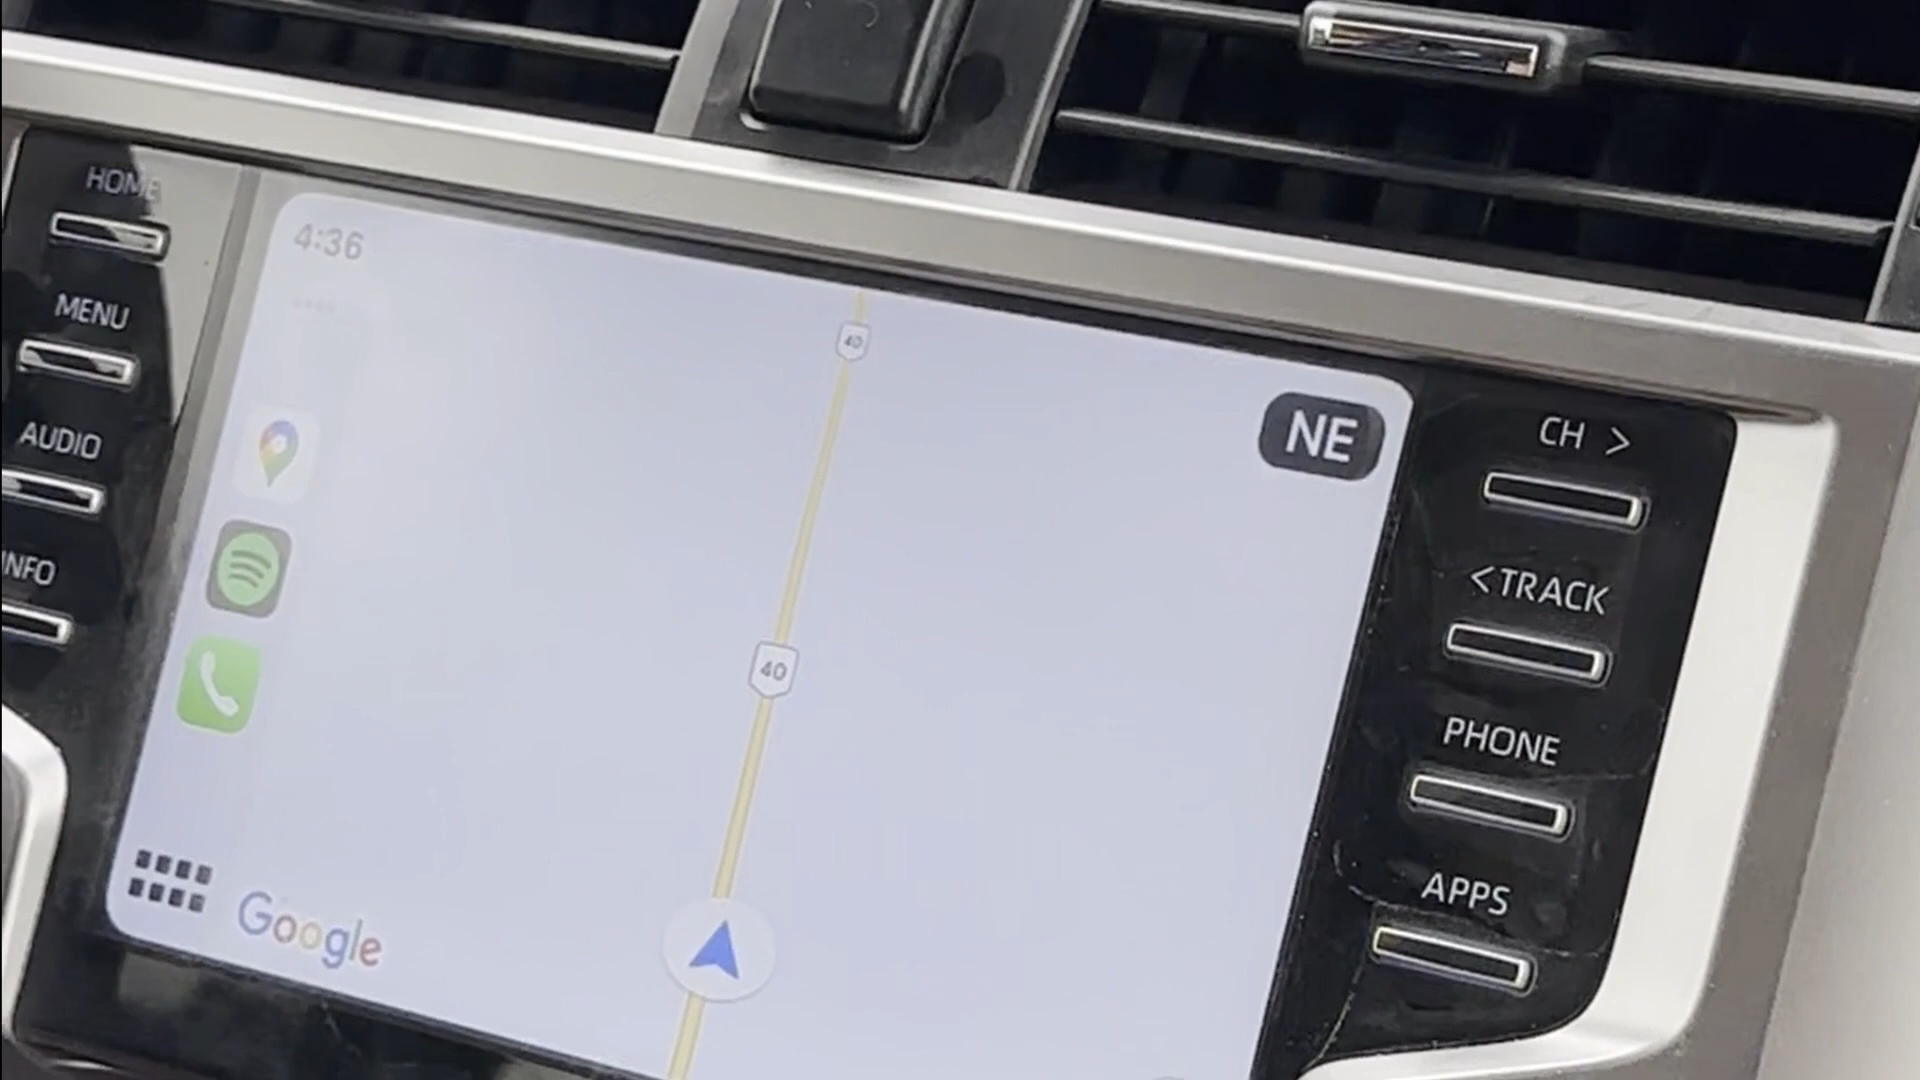 HOME
4:36
MENU
40
NE
CH >
AUDIO
<TRACK
INFO
40
PHONE
APPS
Google